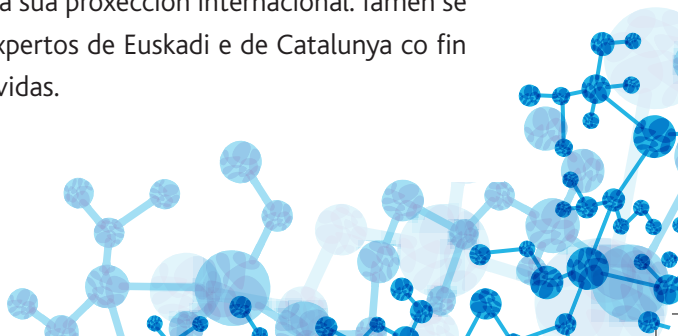 a súa proxección internacional. Tamén se
xpertos de Euskadi e de Catalunya co fin
vidas.